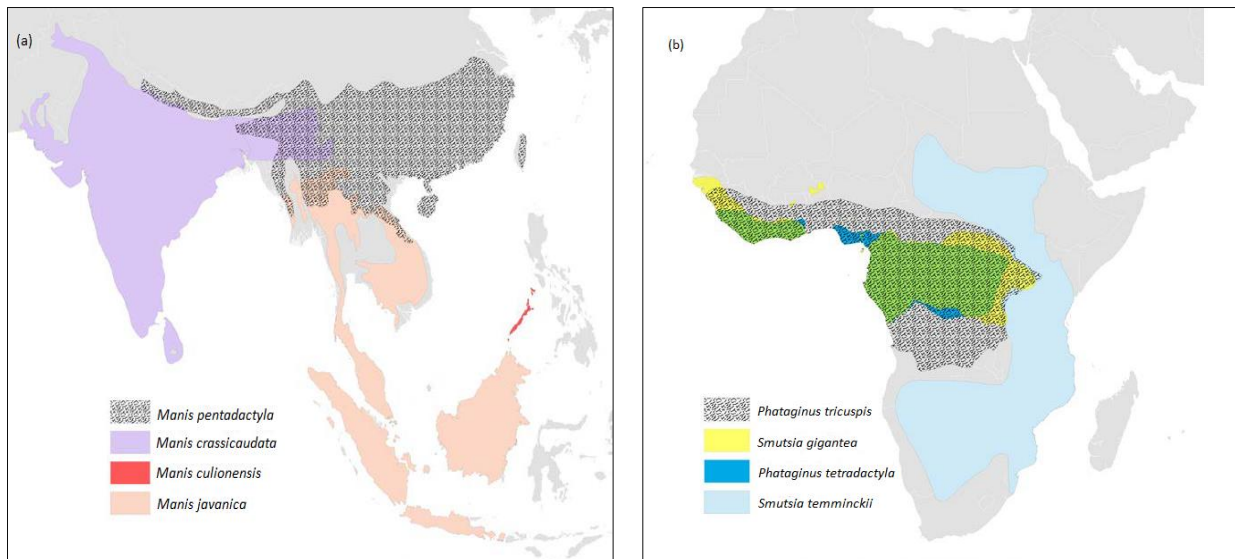 (a)
Manis pentadactyla
Manis crassicaudata
Manis culionensis
Manis javanica
(b)
Phataginus tricuspis
Smutsia gigantea
Phataginus tetradactyla
Smutsia temminckii